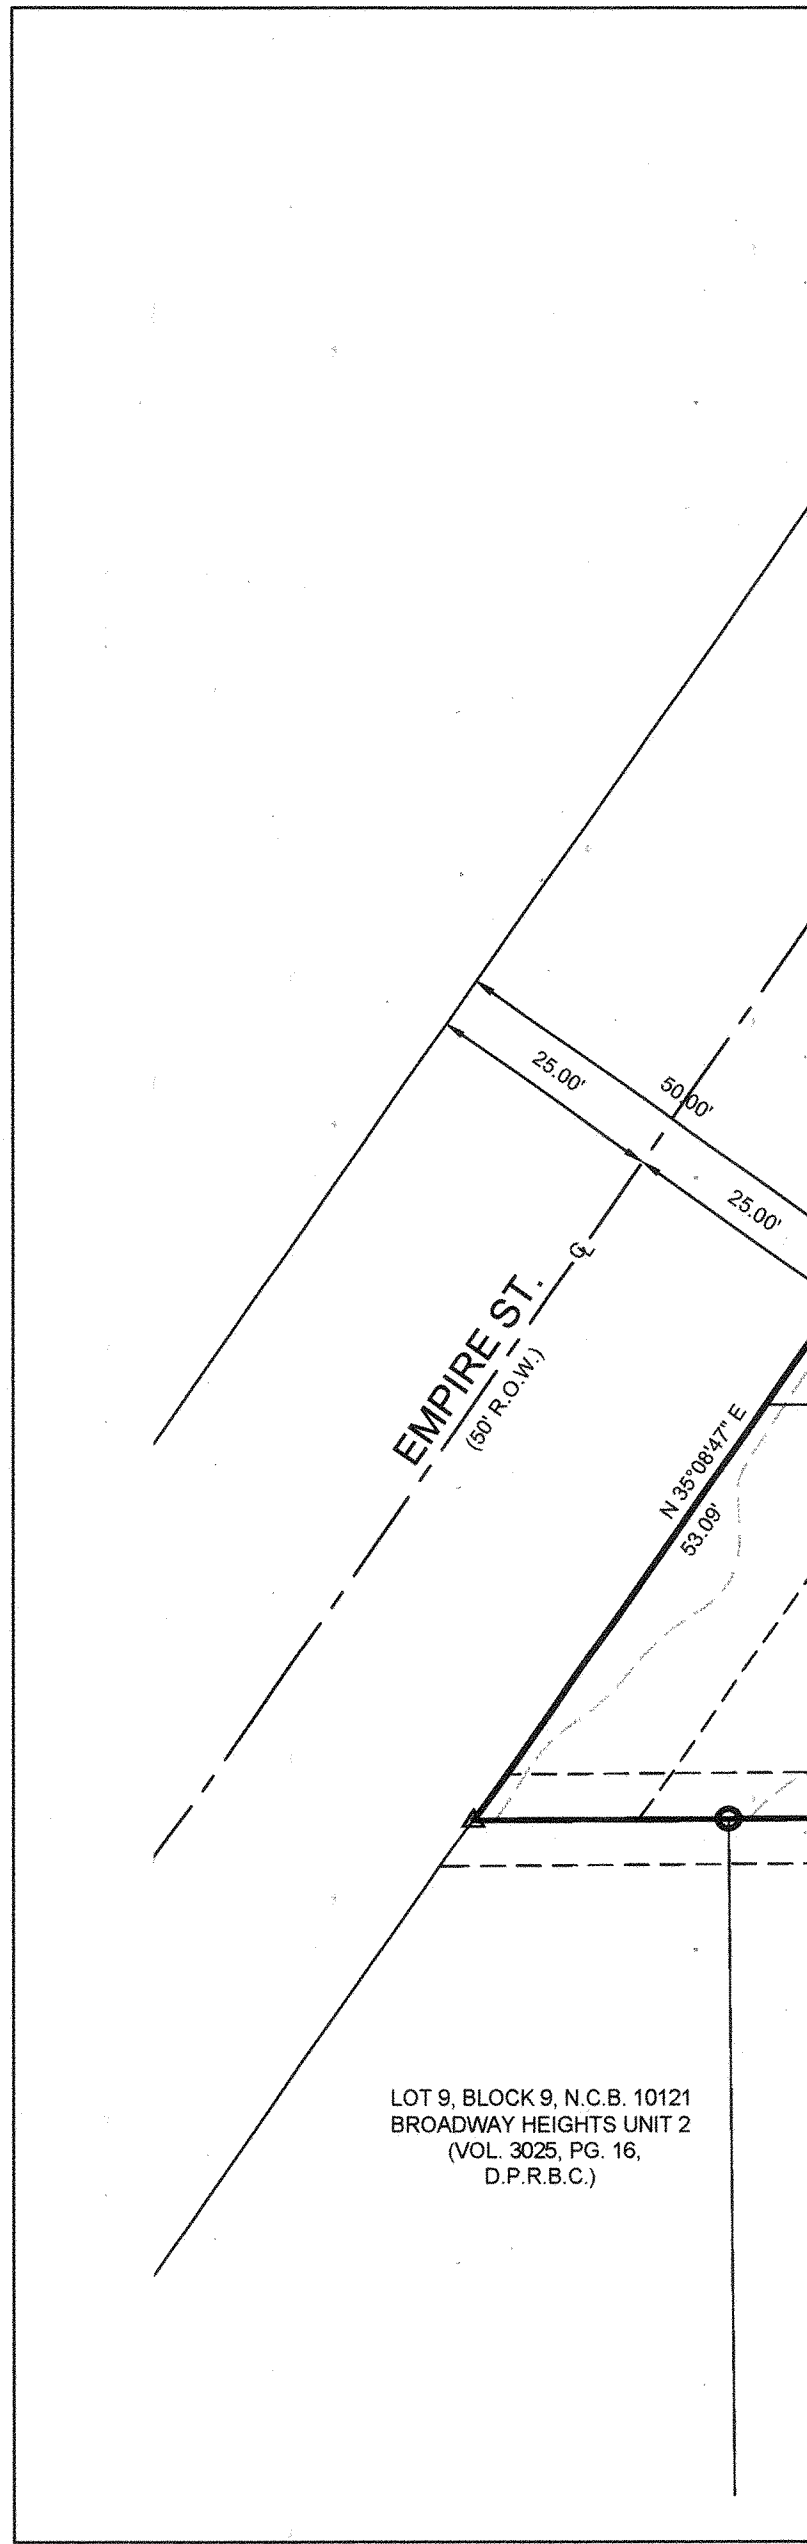 25.00'
50.00'
25.00'
℄
EMPIRE ST.
(50' R.O.W.)
N 35°08'47" E
53.09'
LOT 9, BLOCK 9, N.C.B. 10121
BROADWAY HEIGHTS UNIT 2
(VOL. 3025, PG. 16,
D.P.R.B.C.)